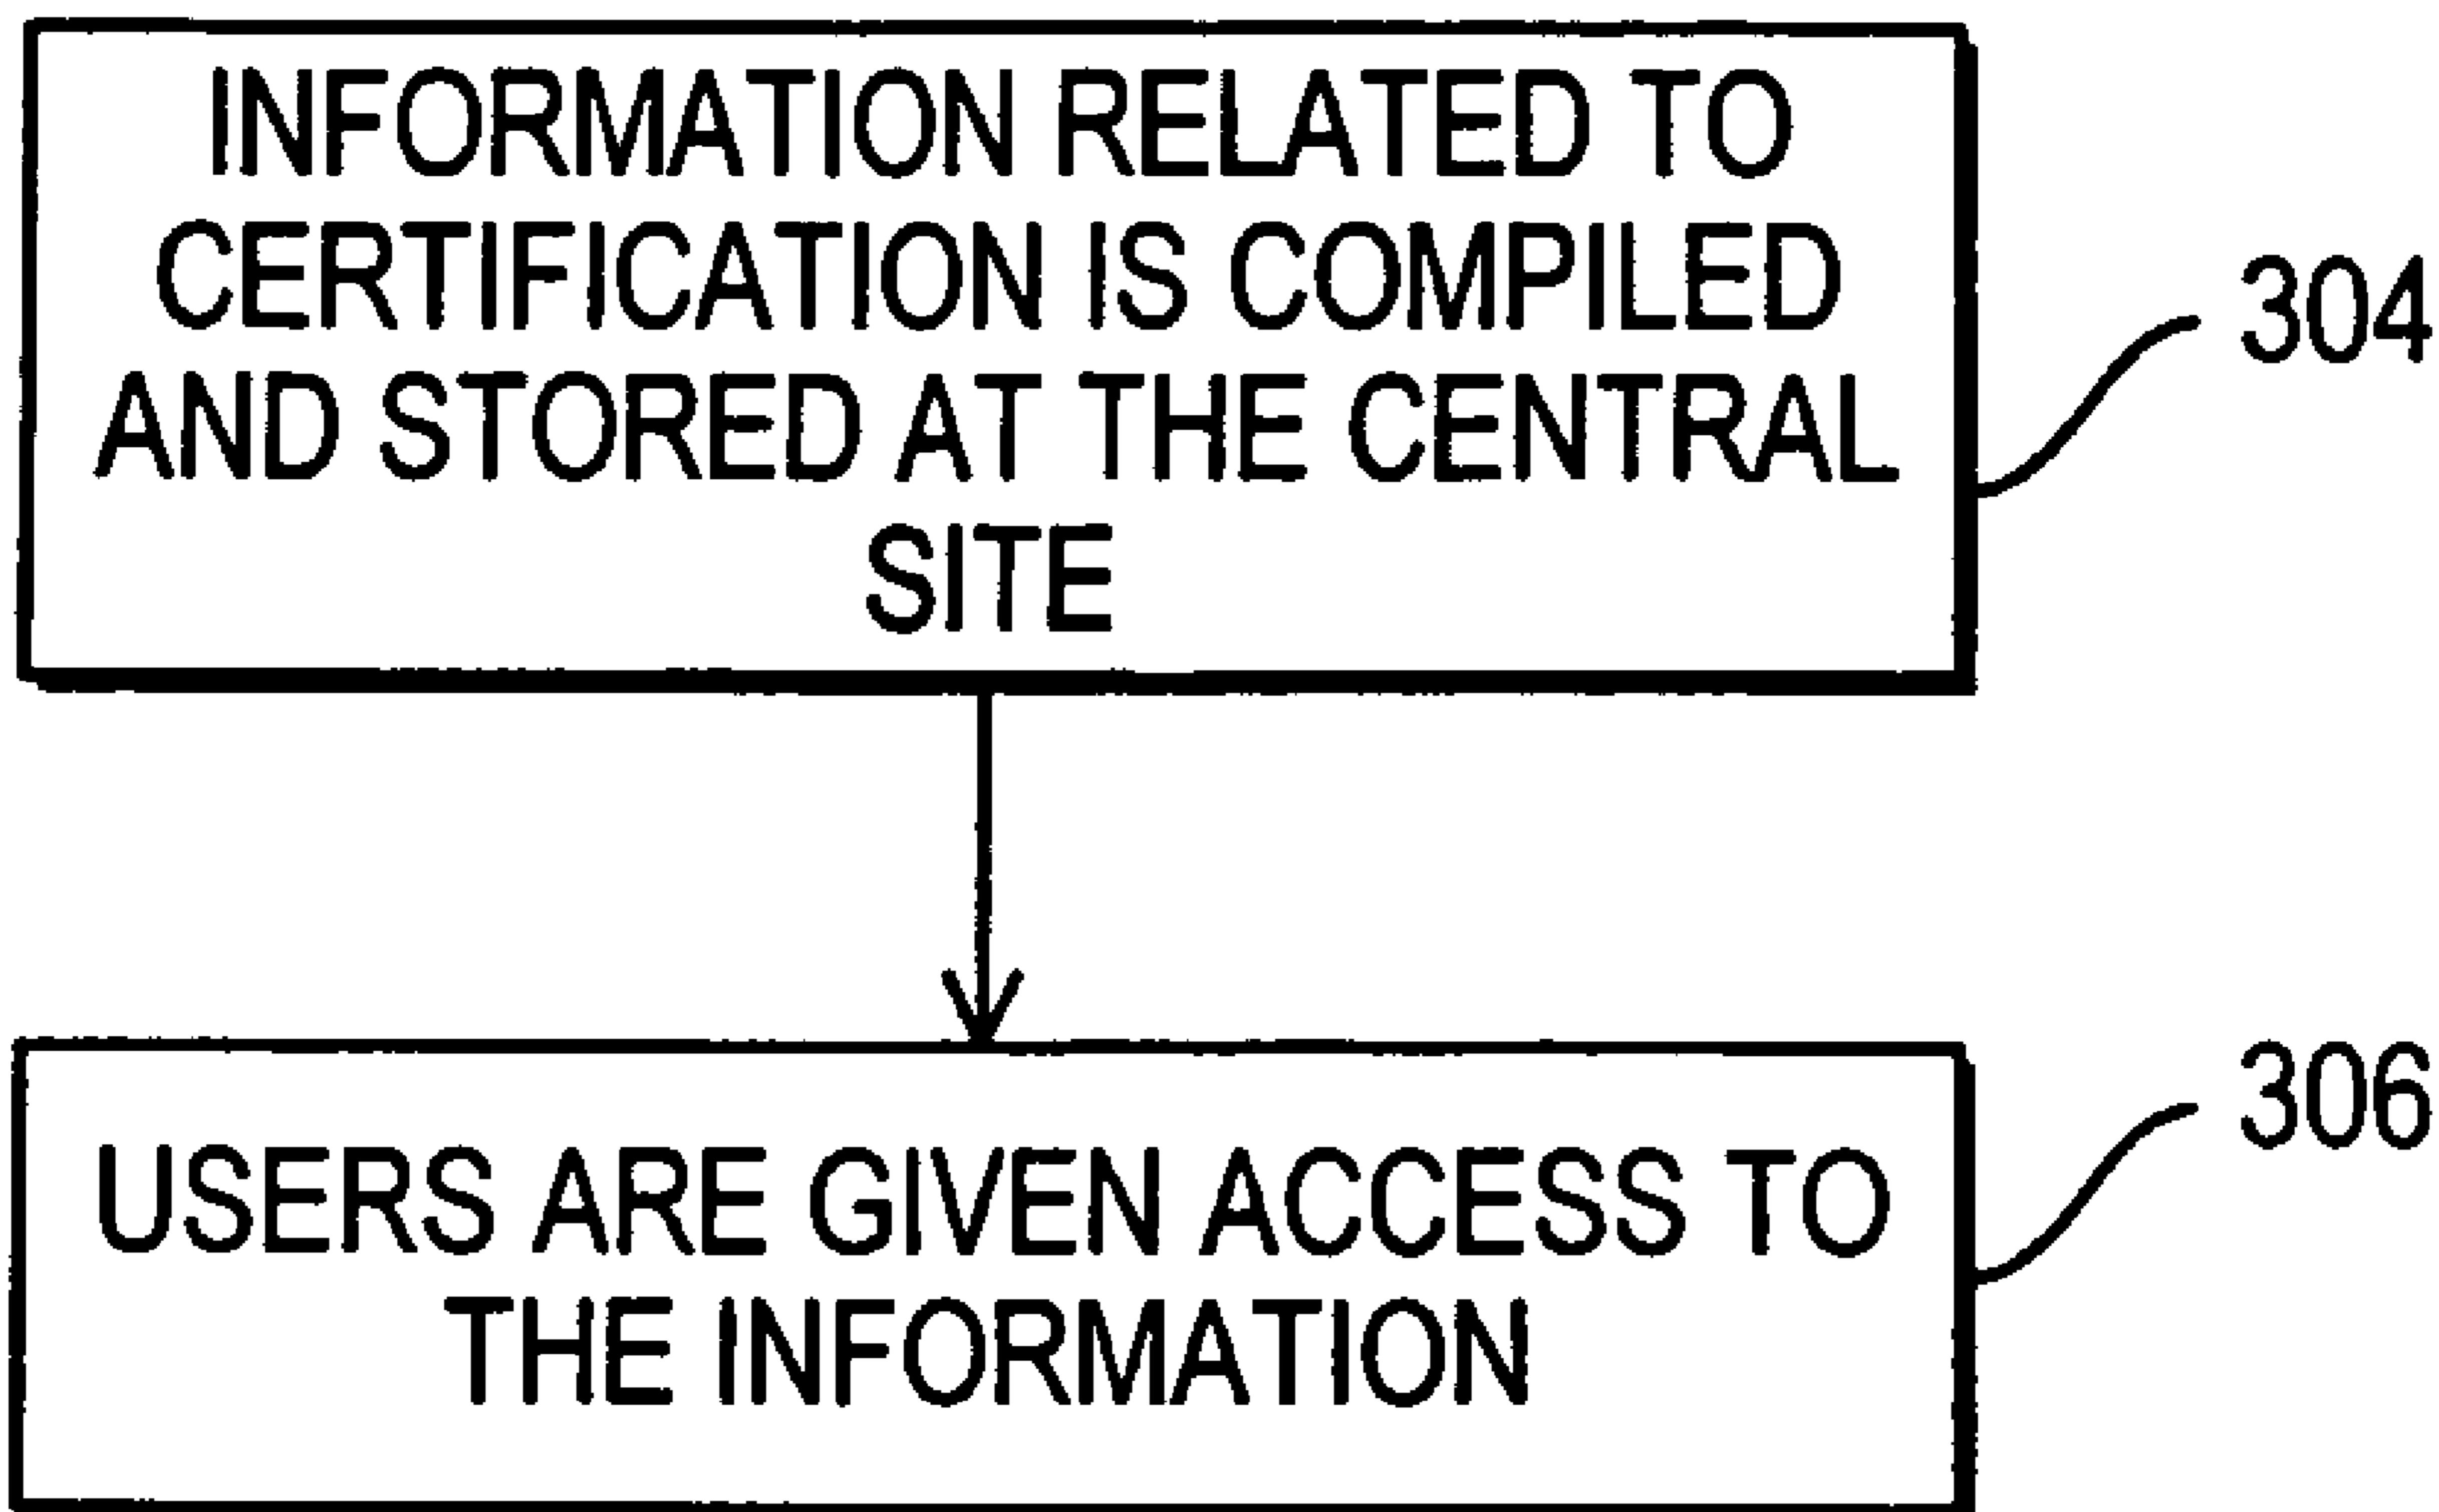 INFORMATION RELATED TO
CERTIFICATION IS COMPILED
AND STORED AT THE CENTRAL
SITE
304
USERS ARE GIVEN ACCESS TO
THE INFORMATION
306